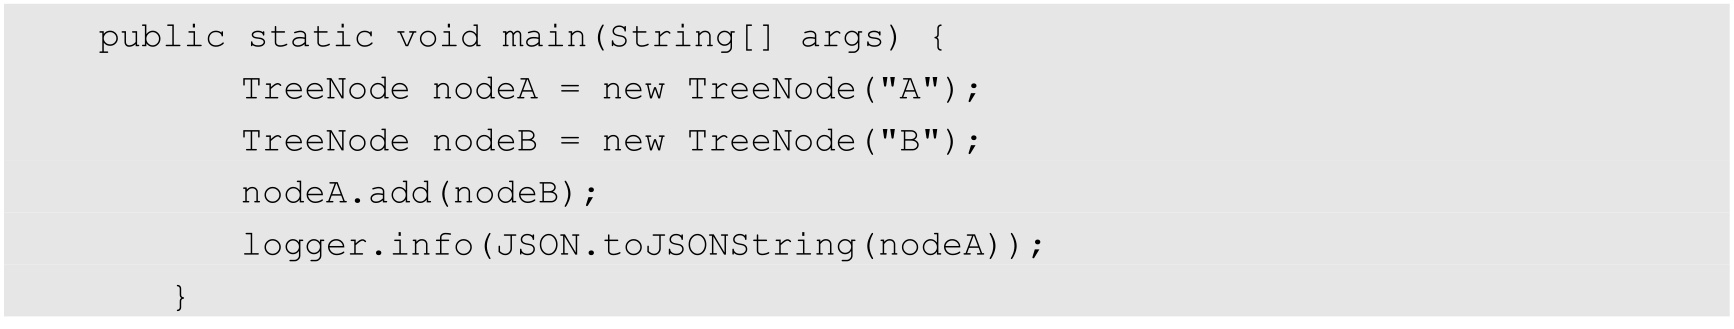 public static void main(String[] args) {
TreeNode nodeA = new TreeNode("A");
TreeNode nodeB = new TreeNode("B");
nodeA.add(nodeB);
logger.info(JSON.toJSONString(nodeA));
}